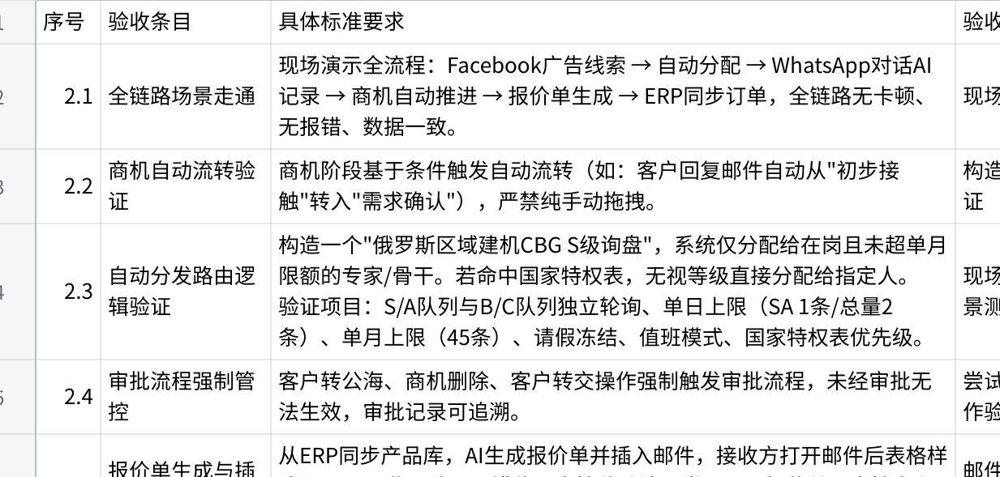 序号 验收条目 具体标准要求 验收
2.1 全链路场景走通
现场演示全流程：Facebook广告线索 → 自动分配 → WhatsApp对话AI
记录 → 商机自动推进 → 报价单生成 → ERP同步订单，全链路无卡顿、
无报错、数据一致。
现场
2.2
商机自动流转验
证
商机阶段基于条件触发自动流转（如：客户回复邮件自动从"初步接
触"转入"需求确认"），严禁纯手动拖拽。
构造
证
2.3
自动分发路由逻
辑验证
构造一个"俄罗斯区域建机CBG S级询盘"，系统仅分配给在岗且未超单月
限额的专家/骨干。若命中国家特权表，无视等级直接分配给指定人。
验证项目：S/A队列与B/C队列独立轮询、单日上限（SA 1条/总量2
条）、单月上限（45条）、请假冻结、值班模式、国家特权表优先级。
现场
景测
2.4
审批流程强制管
控
客户转公海、商机删除、客户转交操作强制触发审批流程，未经审批无
法生效，审批记录可追溯。
尝试
作验
报价单生成与插
从ERP同步产品库，AI生成报价单并插入邮件，接收方打开邮件后表格样
邮件